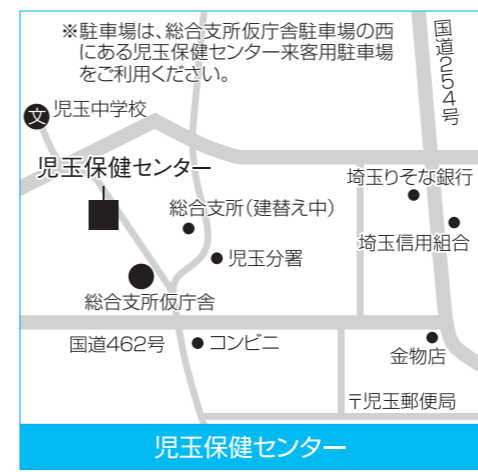 ※駐車場は、総合支所仮庁舎駐車場の西
にある児玉保健センター来客用駐車場
をご利用ください。
国道254号
文
児玉中学校
児玉保健センター
埼玉りそな銀行
総合支所(建替え中)
埼玉信用組合
児玉分署
総合支所仮庁舎
国道462号
コンビニ
金物店
〒児玉郵便局
児玉保健センター